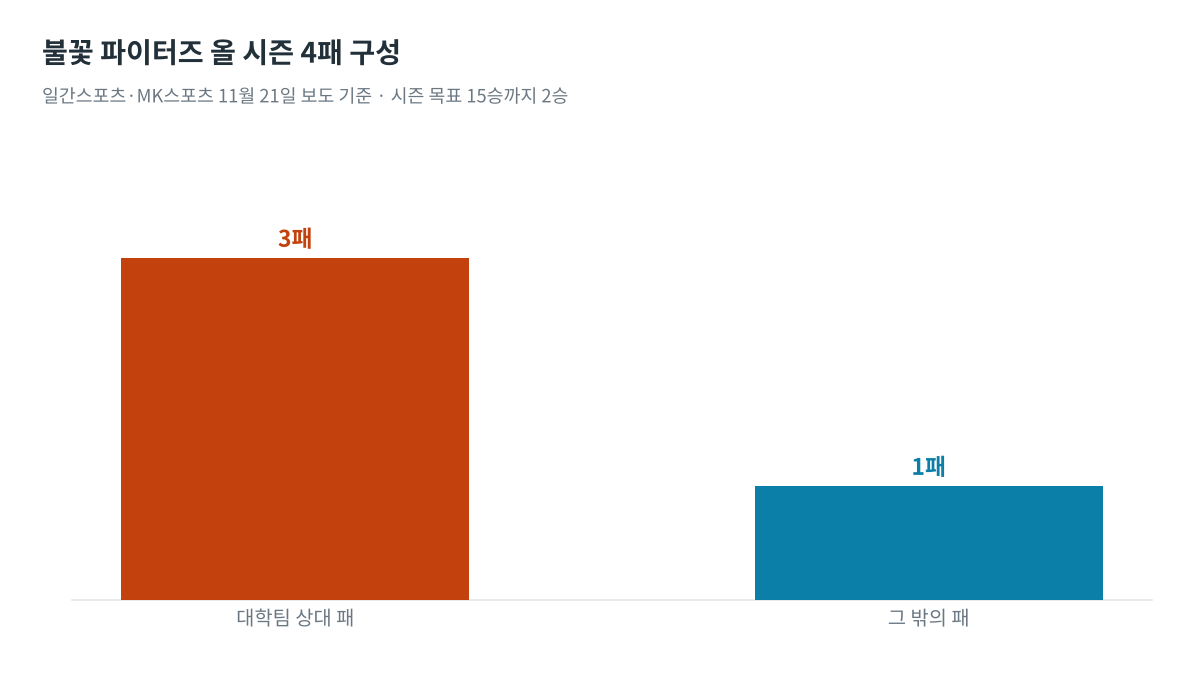 불꽃 파이터즈 올 시즌 4패 구성
일간스포츠·MK스포츠 11월 21일 보도 기준 · 시즌 목표 15승까지 2승
3패
1패
대학팀 상대 패
그 밖의 패